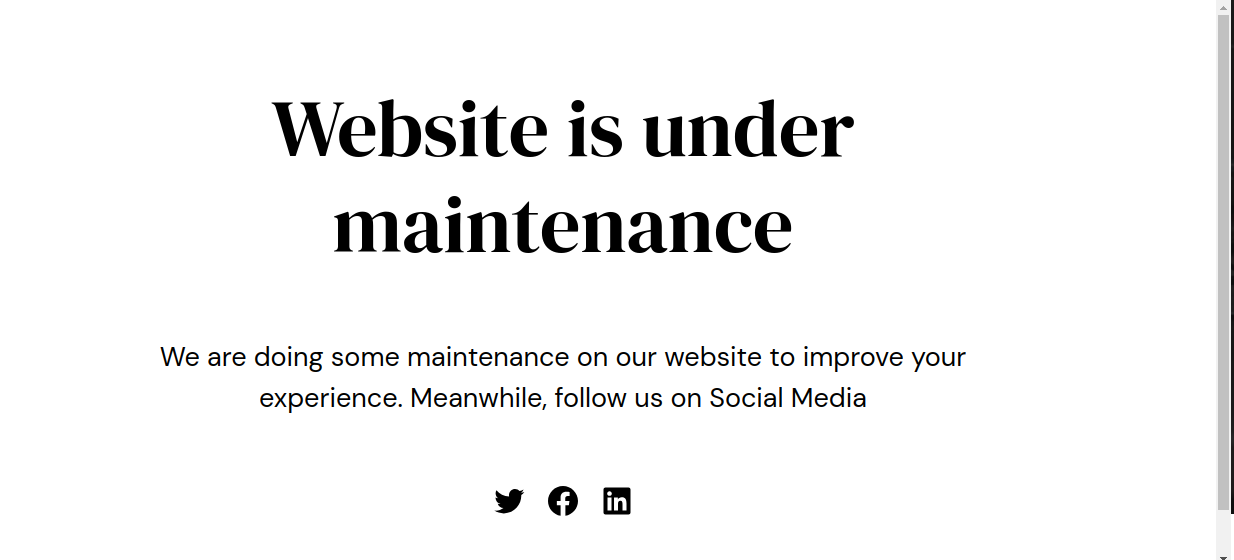 Website is under
maintenance
We are doing some maintenance on our website to improve your
experience. Meanwhile, follow us on Social Media